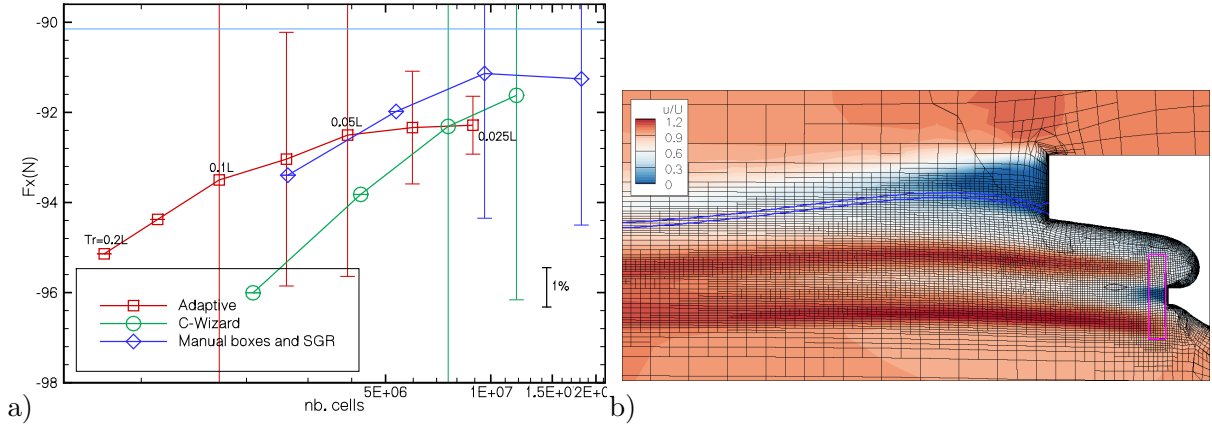 -90
-92
-94
-96
-98
Fx(N)
Tr=0.2L
0.1L
0.05L
0.025L
1%
Adaptive
C-Wizard
Manual boxes and SGR
5E+06
1E+07
1.5E+07
nb. cells
a)
u/U
1.2
0.9
0.6
0.3
0
b)